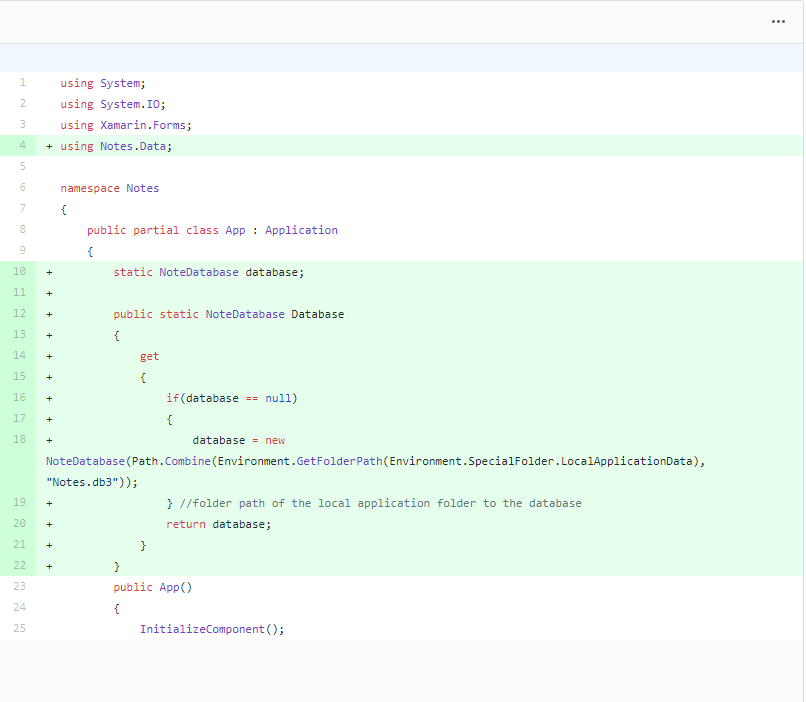 ...
1 using System;
2 using System.IO;
3 using Xamarin.Forms;
4 + using Notes.Data;
5
6 namespace Notes
7 {
8 public partial class App : Application
9 {
10 + static NoteDatabase database;
11 +
12 + public static NoteDatabase Database
13 + {
14 + get
15 + {
16 + if(database == null)
17 + {
18 + database = new
NoteDatabase(Path.Combine(Environment.GetFolderPath(Environment.SpecialFolder.LocalApplicationData),
"Notes.db3"));
19 + } //folder path of the local application folder to the database
20 + return database;
21 + }
22 + }
23 public App()
24 {
25 InitializeComponent();